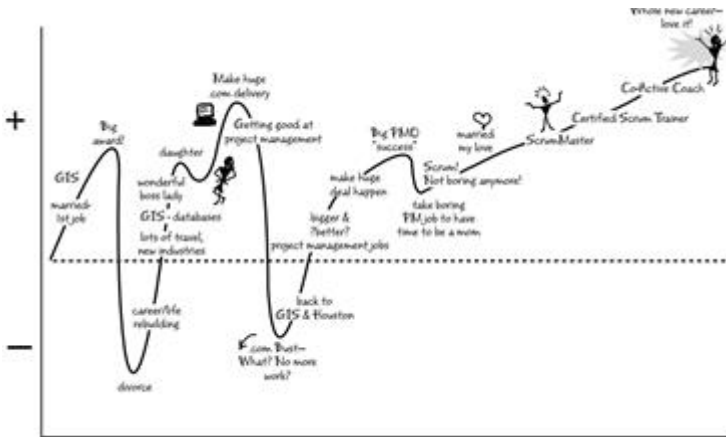 +
GIS
married-
1st job
Big
award!
divorce
career/life
rebuilding
lots of travel,
new industries
GIS - databases
wonderful
boss lady
daughter
Make huge
.com delivery
Getting good at
project management
.com Bust—
What? No more
work?
back to
GIS & Houston
bigger &
?better?
project management jobs
make huge
deal happen
Big PMO
"success"
take boring
PM job to have
time to be a mom
Scrum!
Not boring anymore!
married
my love
ScrumMaster
Certified Scrum Trainer
Co-Active Coach
Whole new career—
love it!
–